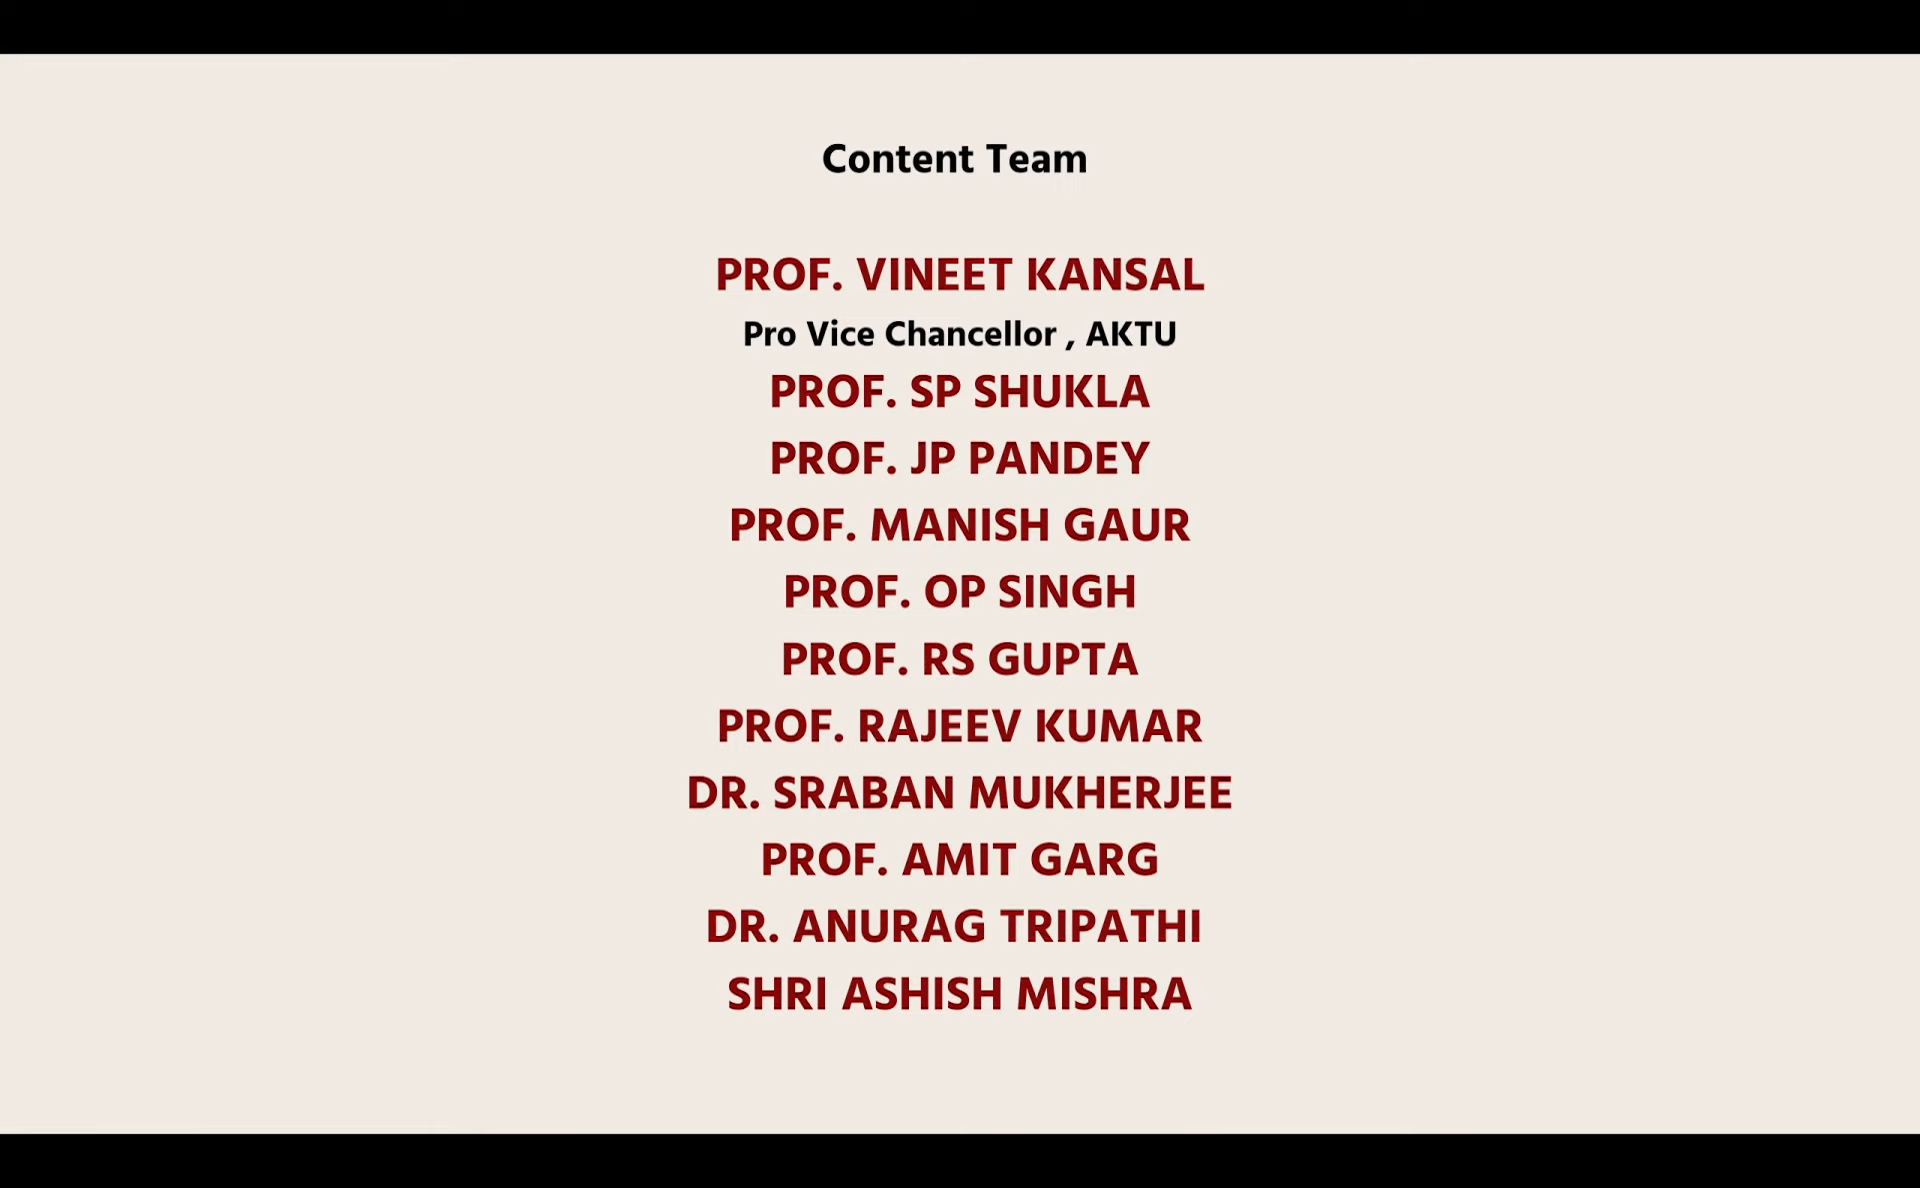 Content Team
PROF. VINEET KANSAL
Pro Vice Chancellor , AKTU
PROF. SP SHUKLA
PROF. JP PANDEY
PROF. MANISH GAUR
PROF. OP SINGH
PROF. RS GUPTA
PROF. RAJEEV KUMAR
DR. SRABAN MUKHERJEE
PROF. AMIT GARG
DR. ANURAG TRIPATHI
SHRI ASHISH MISHRA